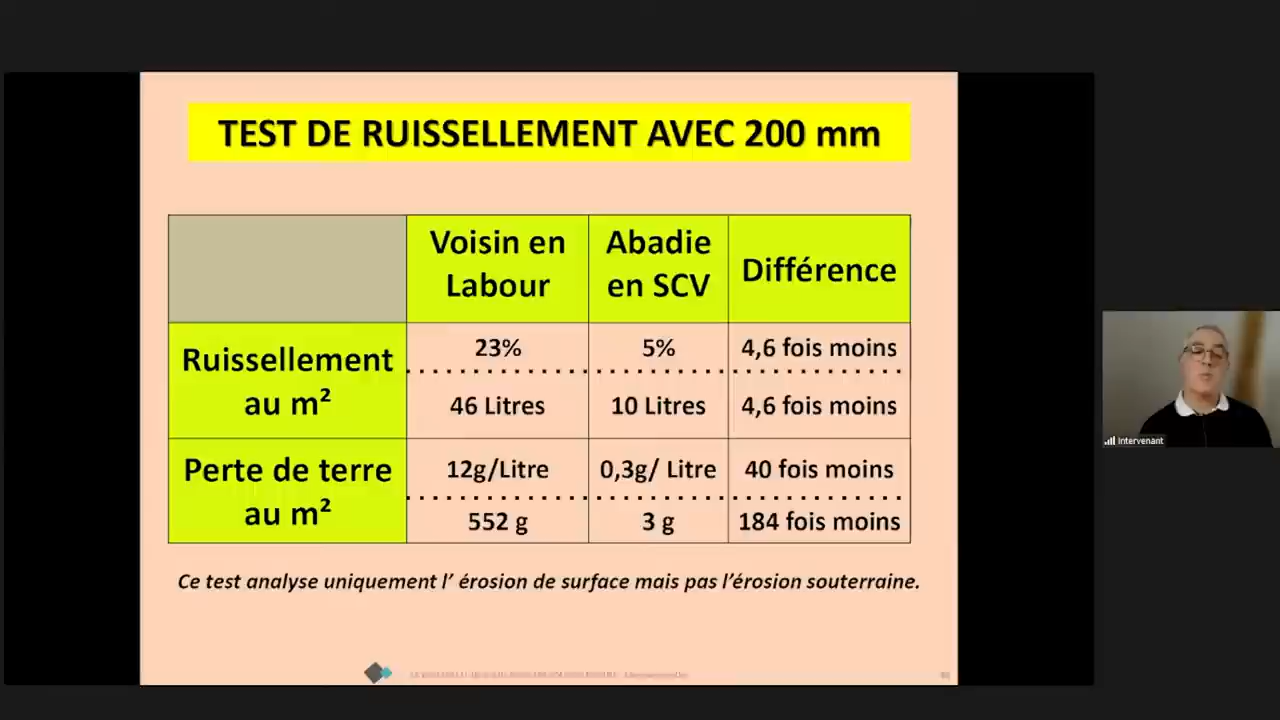 TEST DE RUISSELLEMENT AVEC 200 mm
Voisin en Labour
Abadie en SCV
Différence
Ruissellement au m²
23%
5%
4,6 fois moins
46 Litres
10 Litres
4,6 fois moins
Perte de terre au m²
12g/Litre
0,3g/ Litre
40 fois moins
552 g
3 g
184 fois moins
Ce test analyse uniquement l’ érosion de surface mais pas l’érosion souterraine.
Intervenant